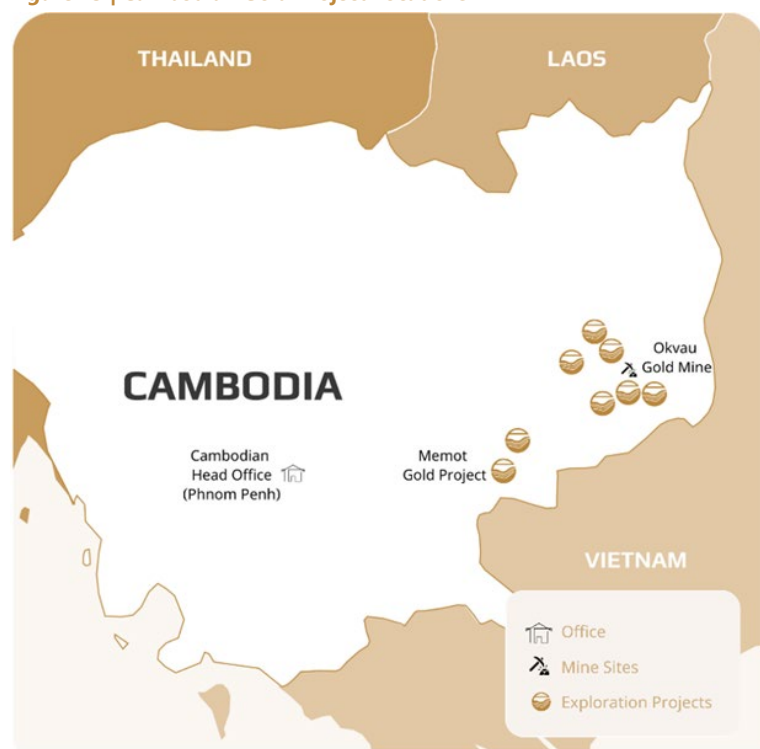 THAILAND
LAOS
Okvau
Gold Mine
CAMBODIA
Cambodian
Head Office
(Phnom Penh)
Memot
Gold Project
VIETNAM
Office
Mine Sites
Exploration Projects